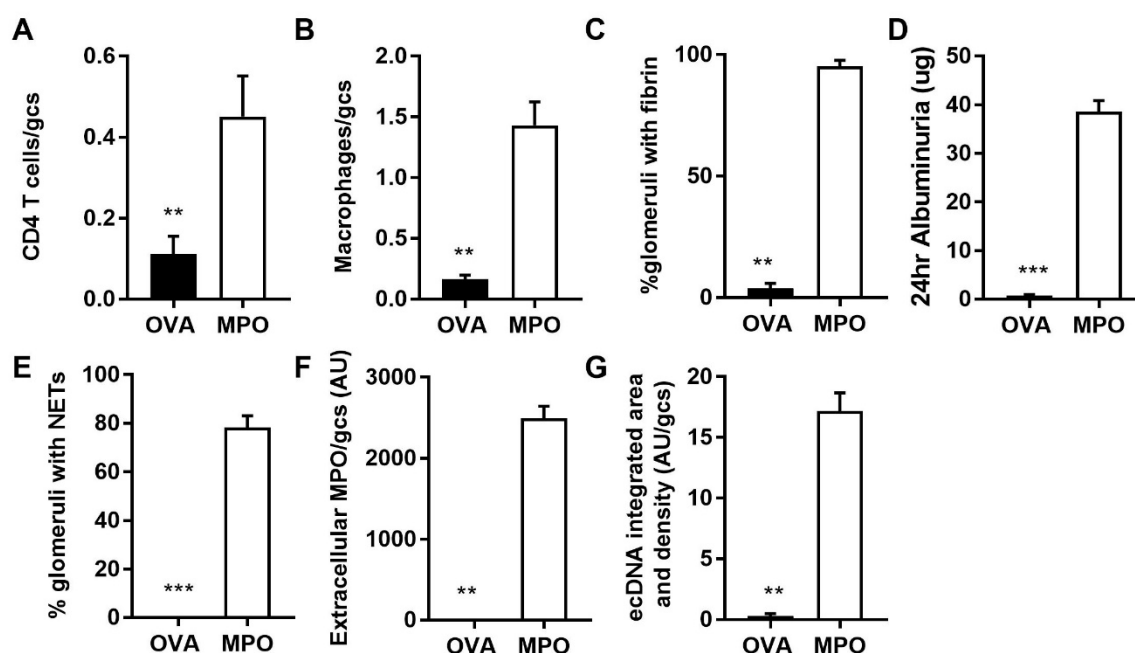 A
CD4 T cells/gcs
0.6
0.4
0.2
0.0
**
OVA MPO
B
Macrophages/gcs
2.0
1.5
1.0
0.5
0.0
**
OVA MPO
C
%glomeruli with fibrin
100
50
0
**
OVA MPO
D
24hr Albuminuria (ug)
50
40
30
20
10
0
***
OVA MPO
E
% glomeruli with NETs
100
80
60
40
20
0
***
OVA MPO
F
Extracellular MPO/gcs (AU)
3000
2000
1000
0
**
OVA MPO
G
ecDNA integrated area
and density (AU/gcs)
20
15
10
5
0
**
OVA MPO